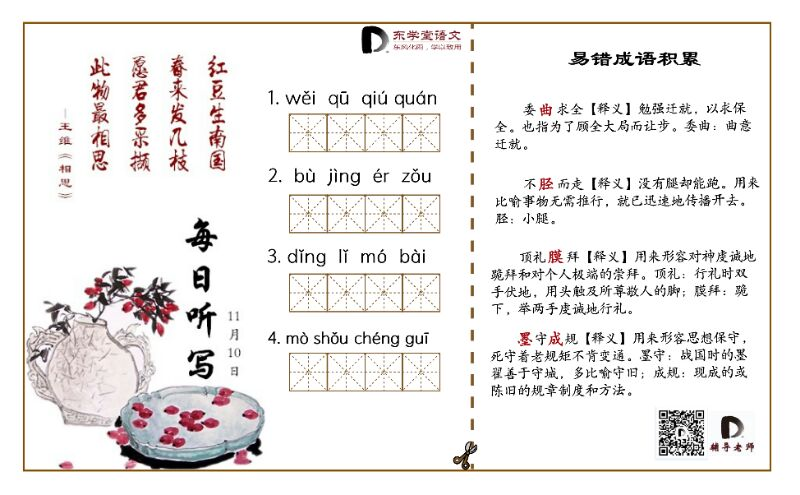 东学堂语文
东风化雨,学以致用
红豆生南国
春来发几枝
愿君多采撷
此物最相思
—王维《相思》
每日听写
11月10日
1. wěi qū qiú quán
2. bù jìng ér zǒu
3. dǐng lǐ mó bài
4. mò shǒu chéng guī
易错成语积累
委曲求全【释义】勉强迁就,以求保
全。也指为了顾全大局而让步。委曲:曲意
迁就。
不胫而走【释义】没有腿却能跑。用来
比喻事物无需推行,就已迅速地传播开去。
胫:小腿。
顶礼膜拜【释义】用来形容对神虔诚地
跪拜和对个人极端的崇拜。顶礼:行礼时双
手伏地,用头触及所尊敬人的脚;膜拜:跪
下,举两手虔诚地行礼。
墨守成规【释义】用来形容思想保守,
死守着老规矩不肯变通。墨守:战国时的墨
翟善于守城,多比喻守旧;成规:现成的或
陈旧的规章制度和方法。
辅导老师